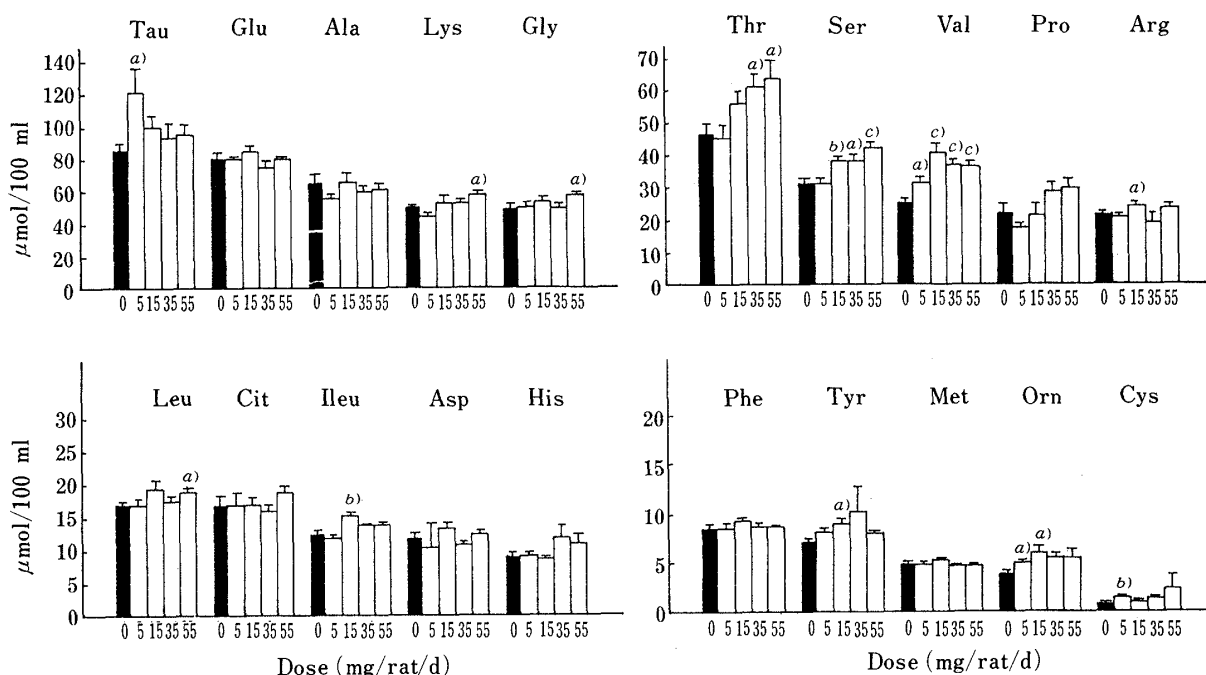 Tau Glu Ala Lys Gly
μmol/100 ml
140
120
100
80
60
40
20
0
a)
a)
a)
0 5 15 35 55 0 5 15 35 55 0 5 15 35 55 0 5 15 35 55 0 5 15 35 55
Thr Ser Val Pro Arg
70
60
50
40
30
20
10
0
a) a)
b) a) c)
a) c) c) c)
a)
0 5 15 35 55 0 5 15 35 55 0 5 15 35 55 0 5 15 35 55 0 5 15 35 55
Leu Cit Ileu Asp His
μmol/100 ml
30
25
20
15
10
5
0
a)
b)
0 5 15 35 55 0 5 15 35 55 0 5 15 35 55 0 5 15 35 55 0 5 15 35 55
Dose (mg/rat/d)
Phe Tyr Met Orn Cys
20
15
10
5
0
a)
a) a)
b)
0 5 15 35 55 0 5 15 35 55 0 5 15 35 55 0 5 15 35 55 0 5 15 35 55
Dose (mg/rat/d)